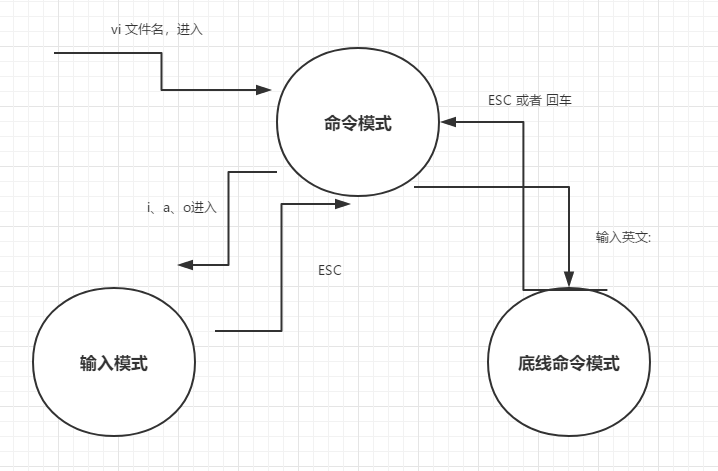 vi 文件名，进入
ESC 或者 回车
命令模式
i、a、o进入
输入英文:
ESC
输入模式
底线命令模式